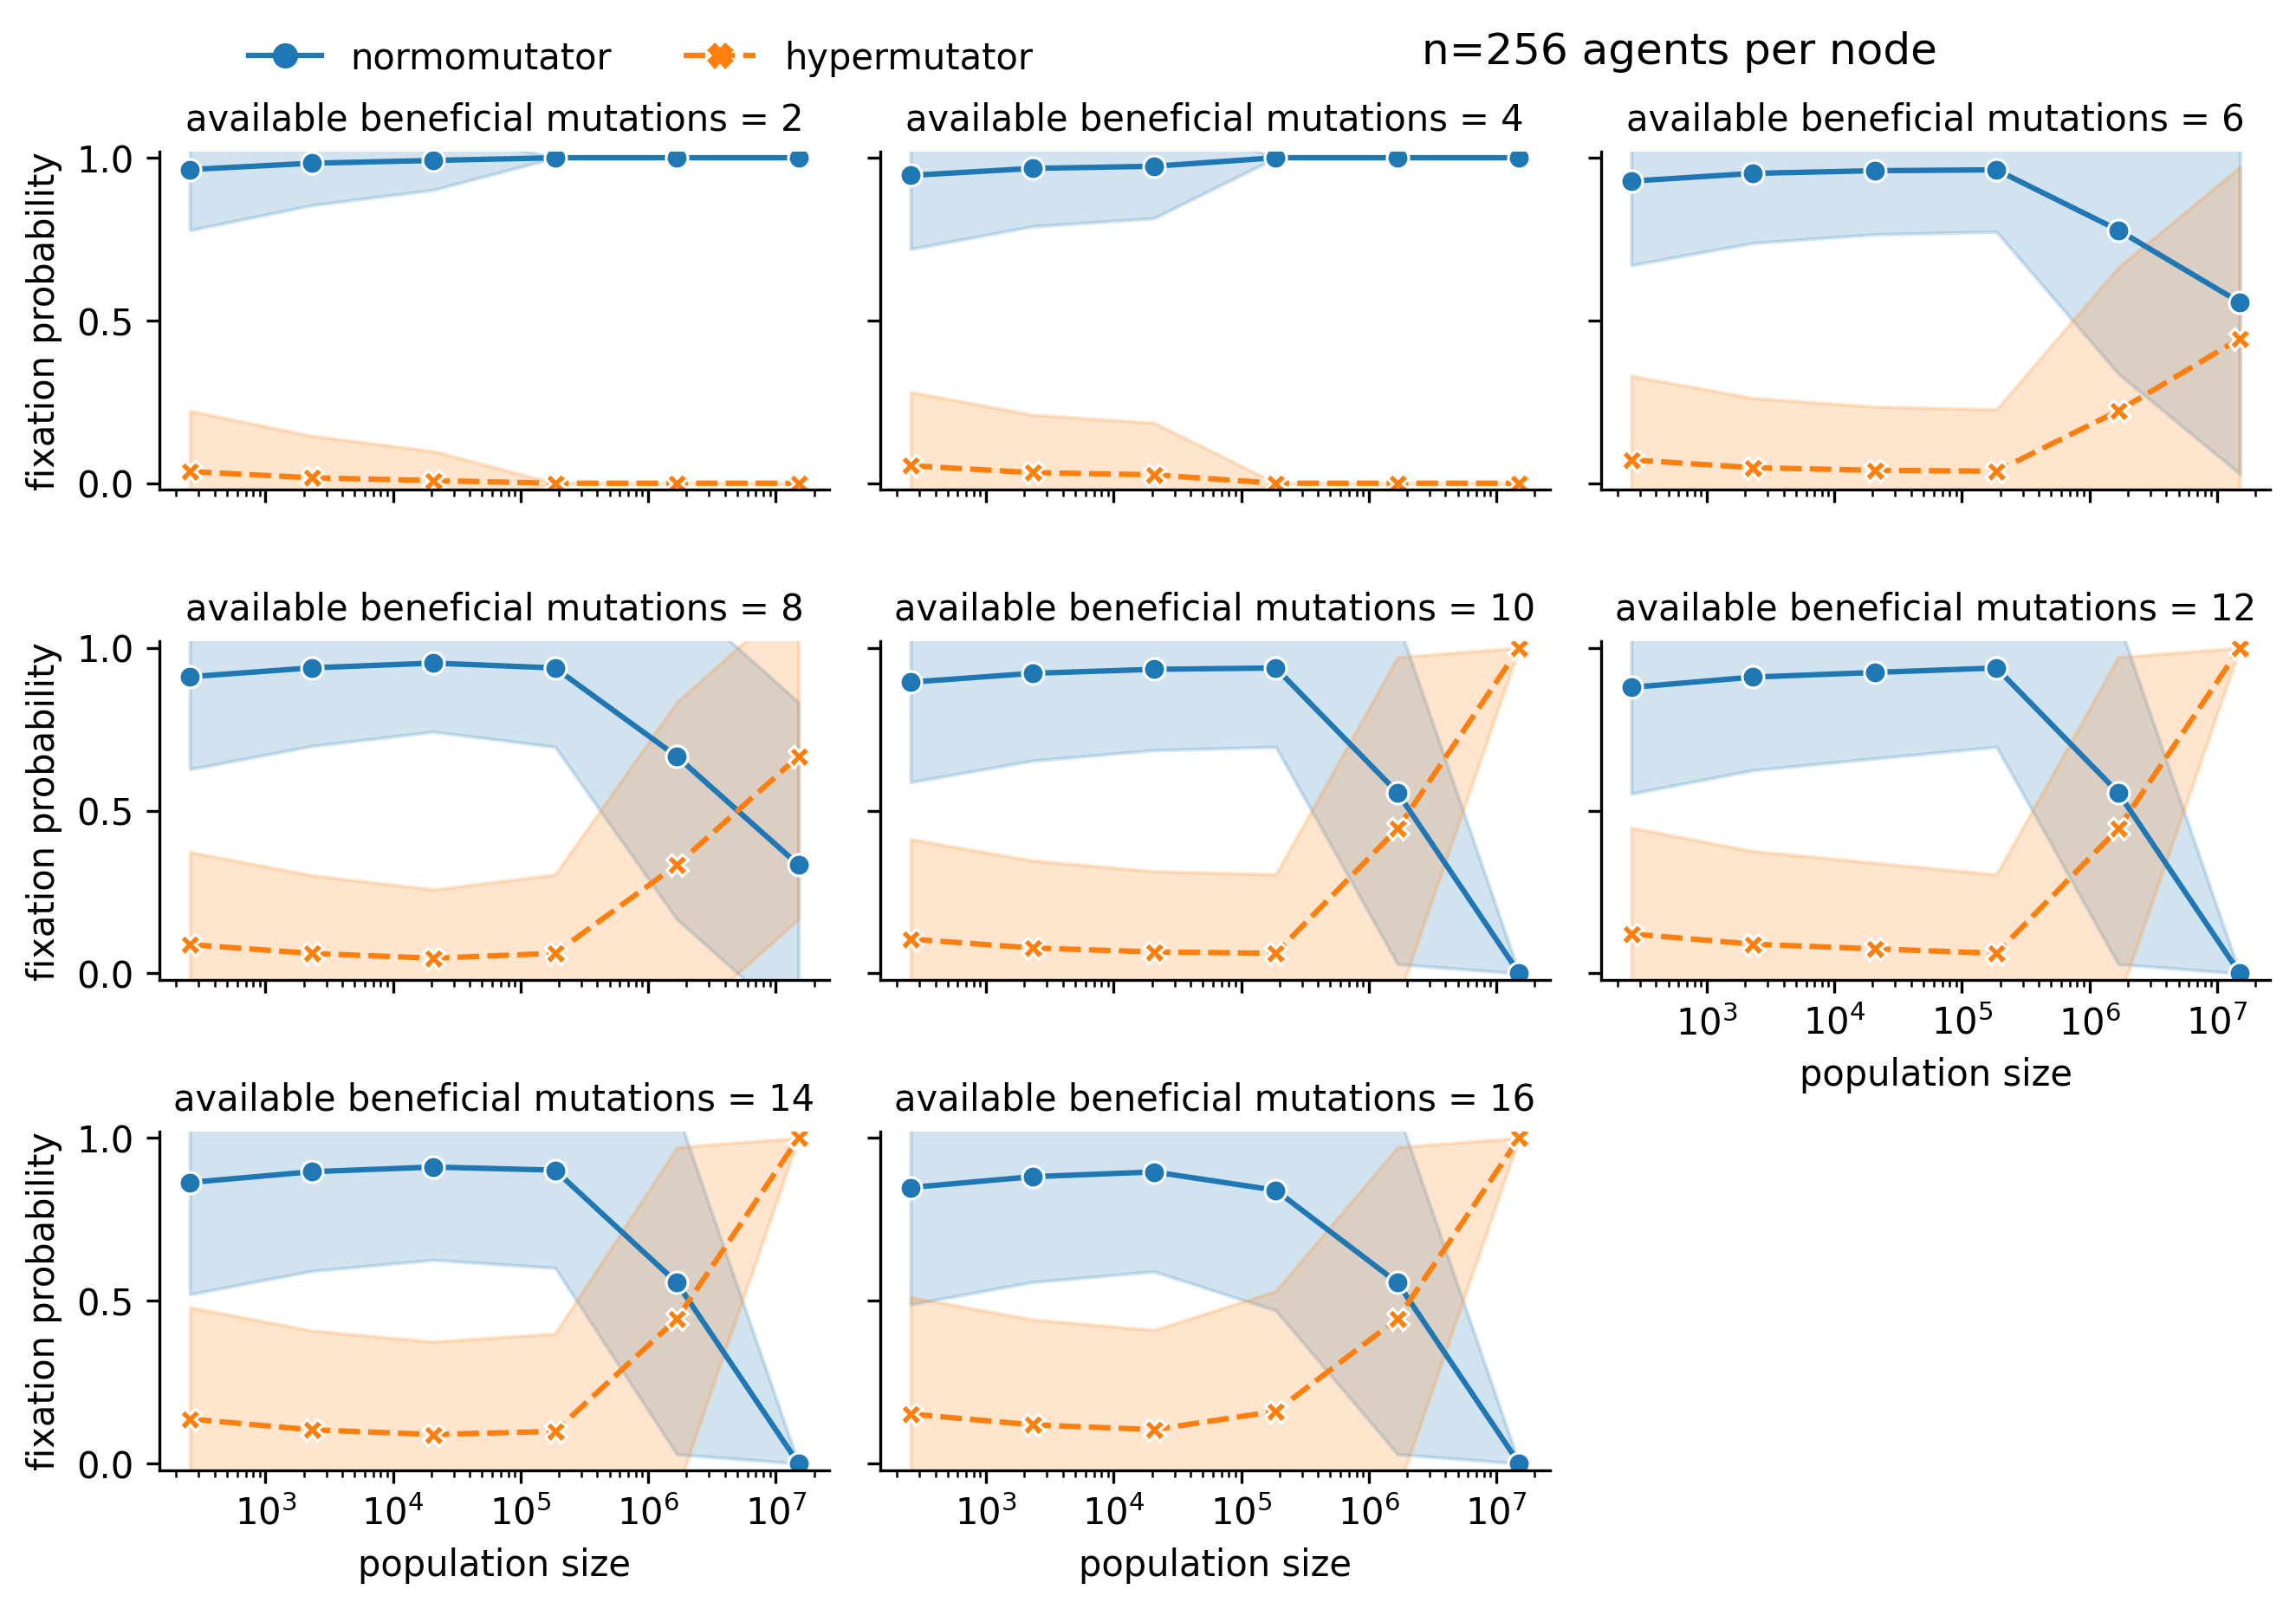 normomutator hypermutator n=256 agents per node
available beneficial mutations = 2 available beneficial mutations = 4 available beneficial mutations = 6
fixation probability
1.0
0.5
0.0
available beneficial mutations = 8 available beneficial mutations = 10 available beneficial mutations = 12
fixation probability
1.0
0.5
0.0
10³ 10⁴ 10⁵ 10⁶ 10⁷
population size
available beneficial mutations = 14 available beneficial mutations = 16
fixation probability
1.0
0.5
0.0
10³ 10⁴ 10⁵ 10⁶ 10⁷ 10³ 10⁴ 10⁵ 10⁶ 10⁷
population size population size